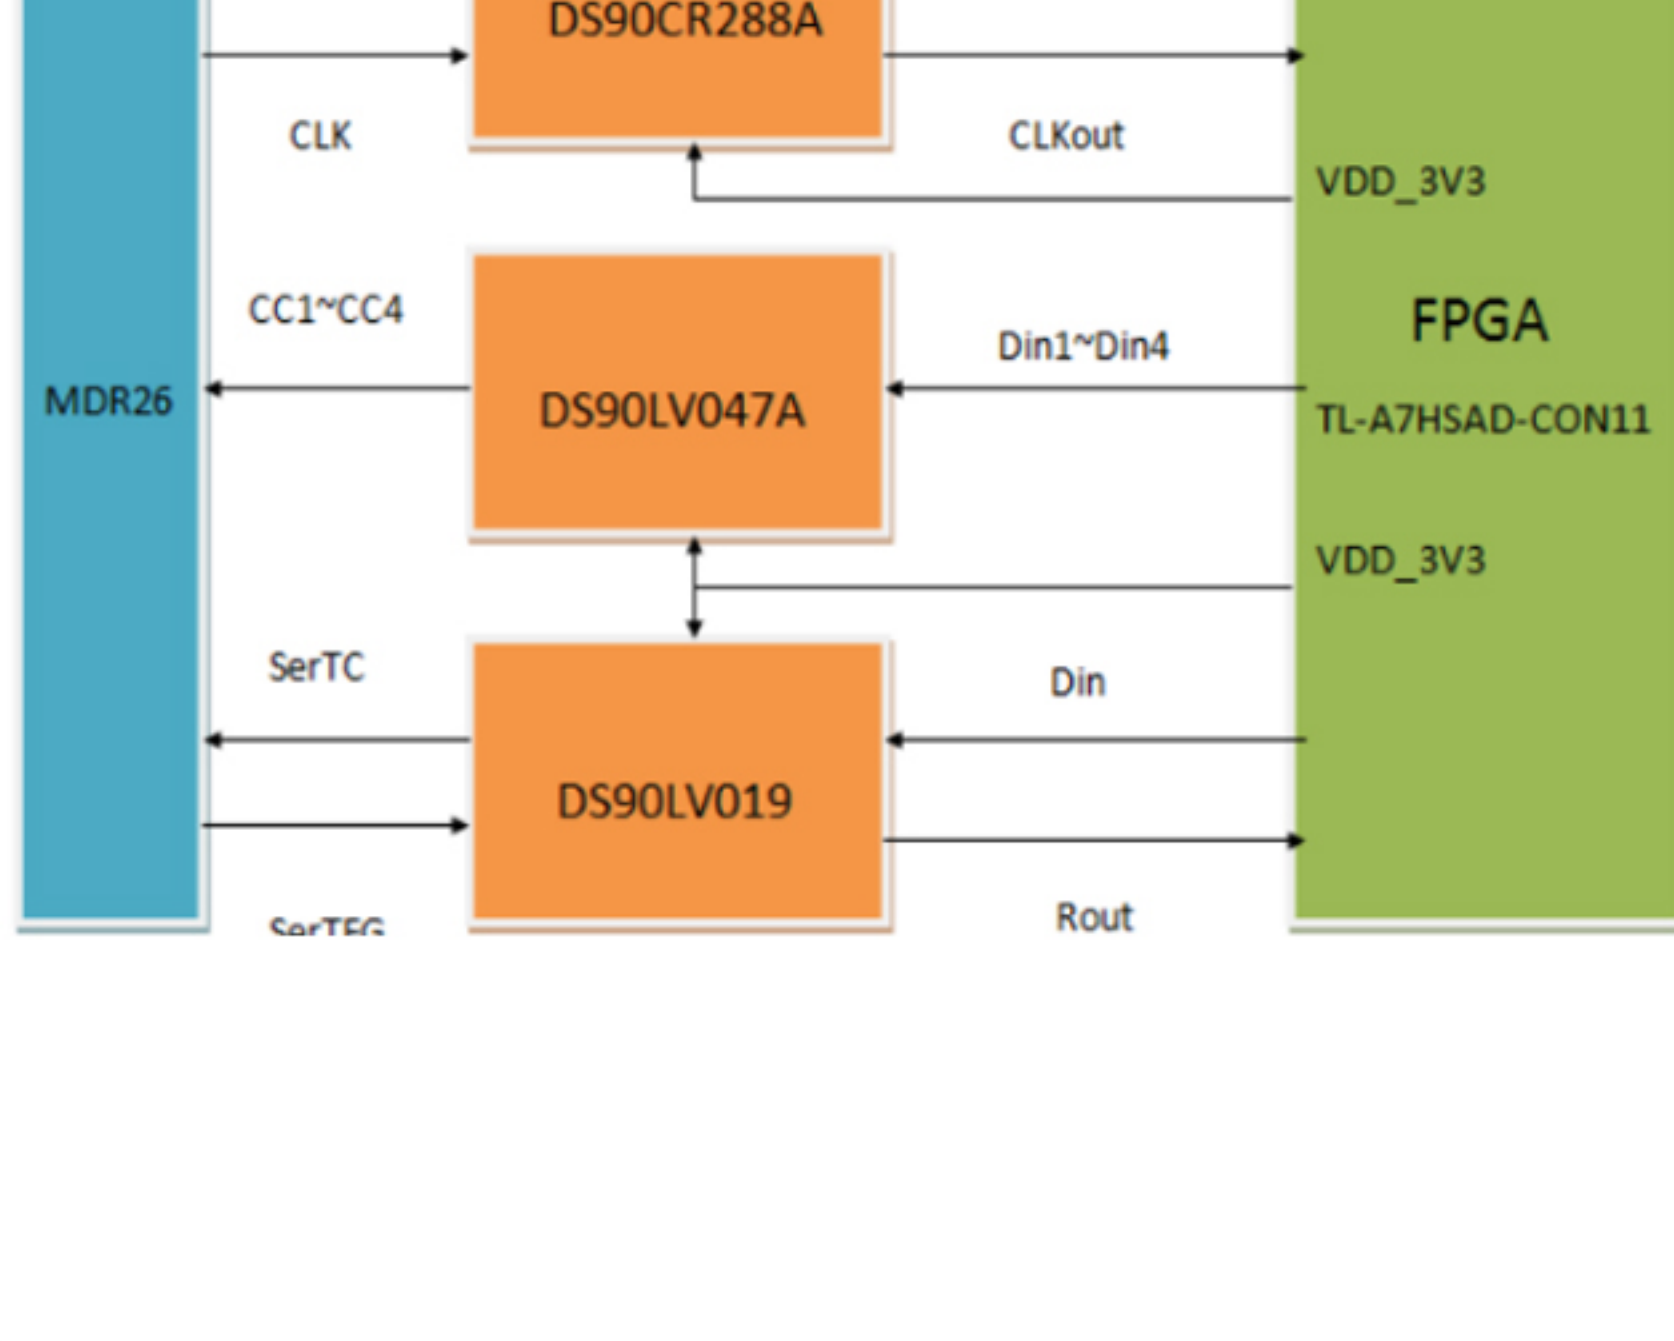 DS90CR288A
CLK
CLKout
VDD_3V3
CC1~CC4
FPGA
Din1~Din4
MDR26
DS90LV047A
TL-A7HSAD-CON11
VDD_3V3
SerTC
Din
DS90LV019
Rout
SerTFG